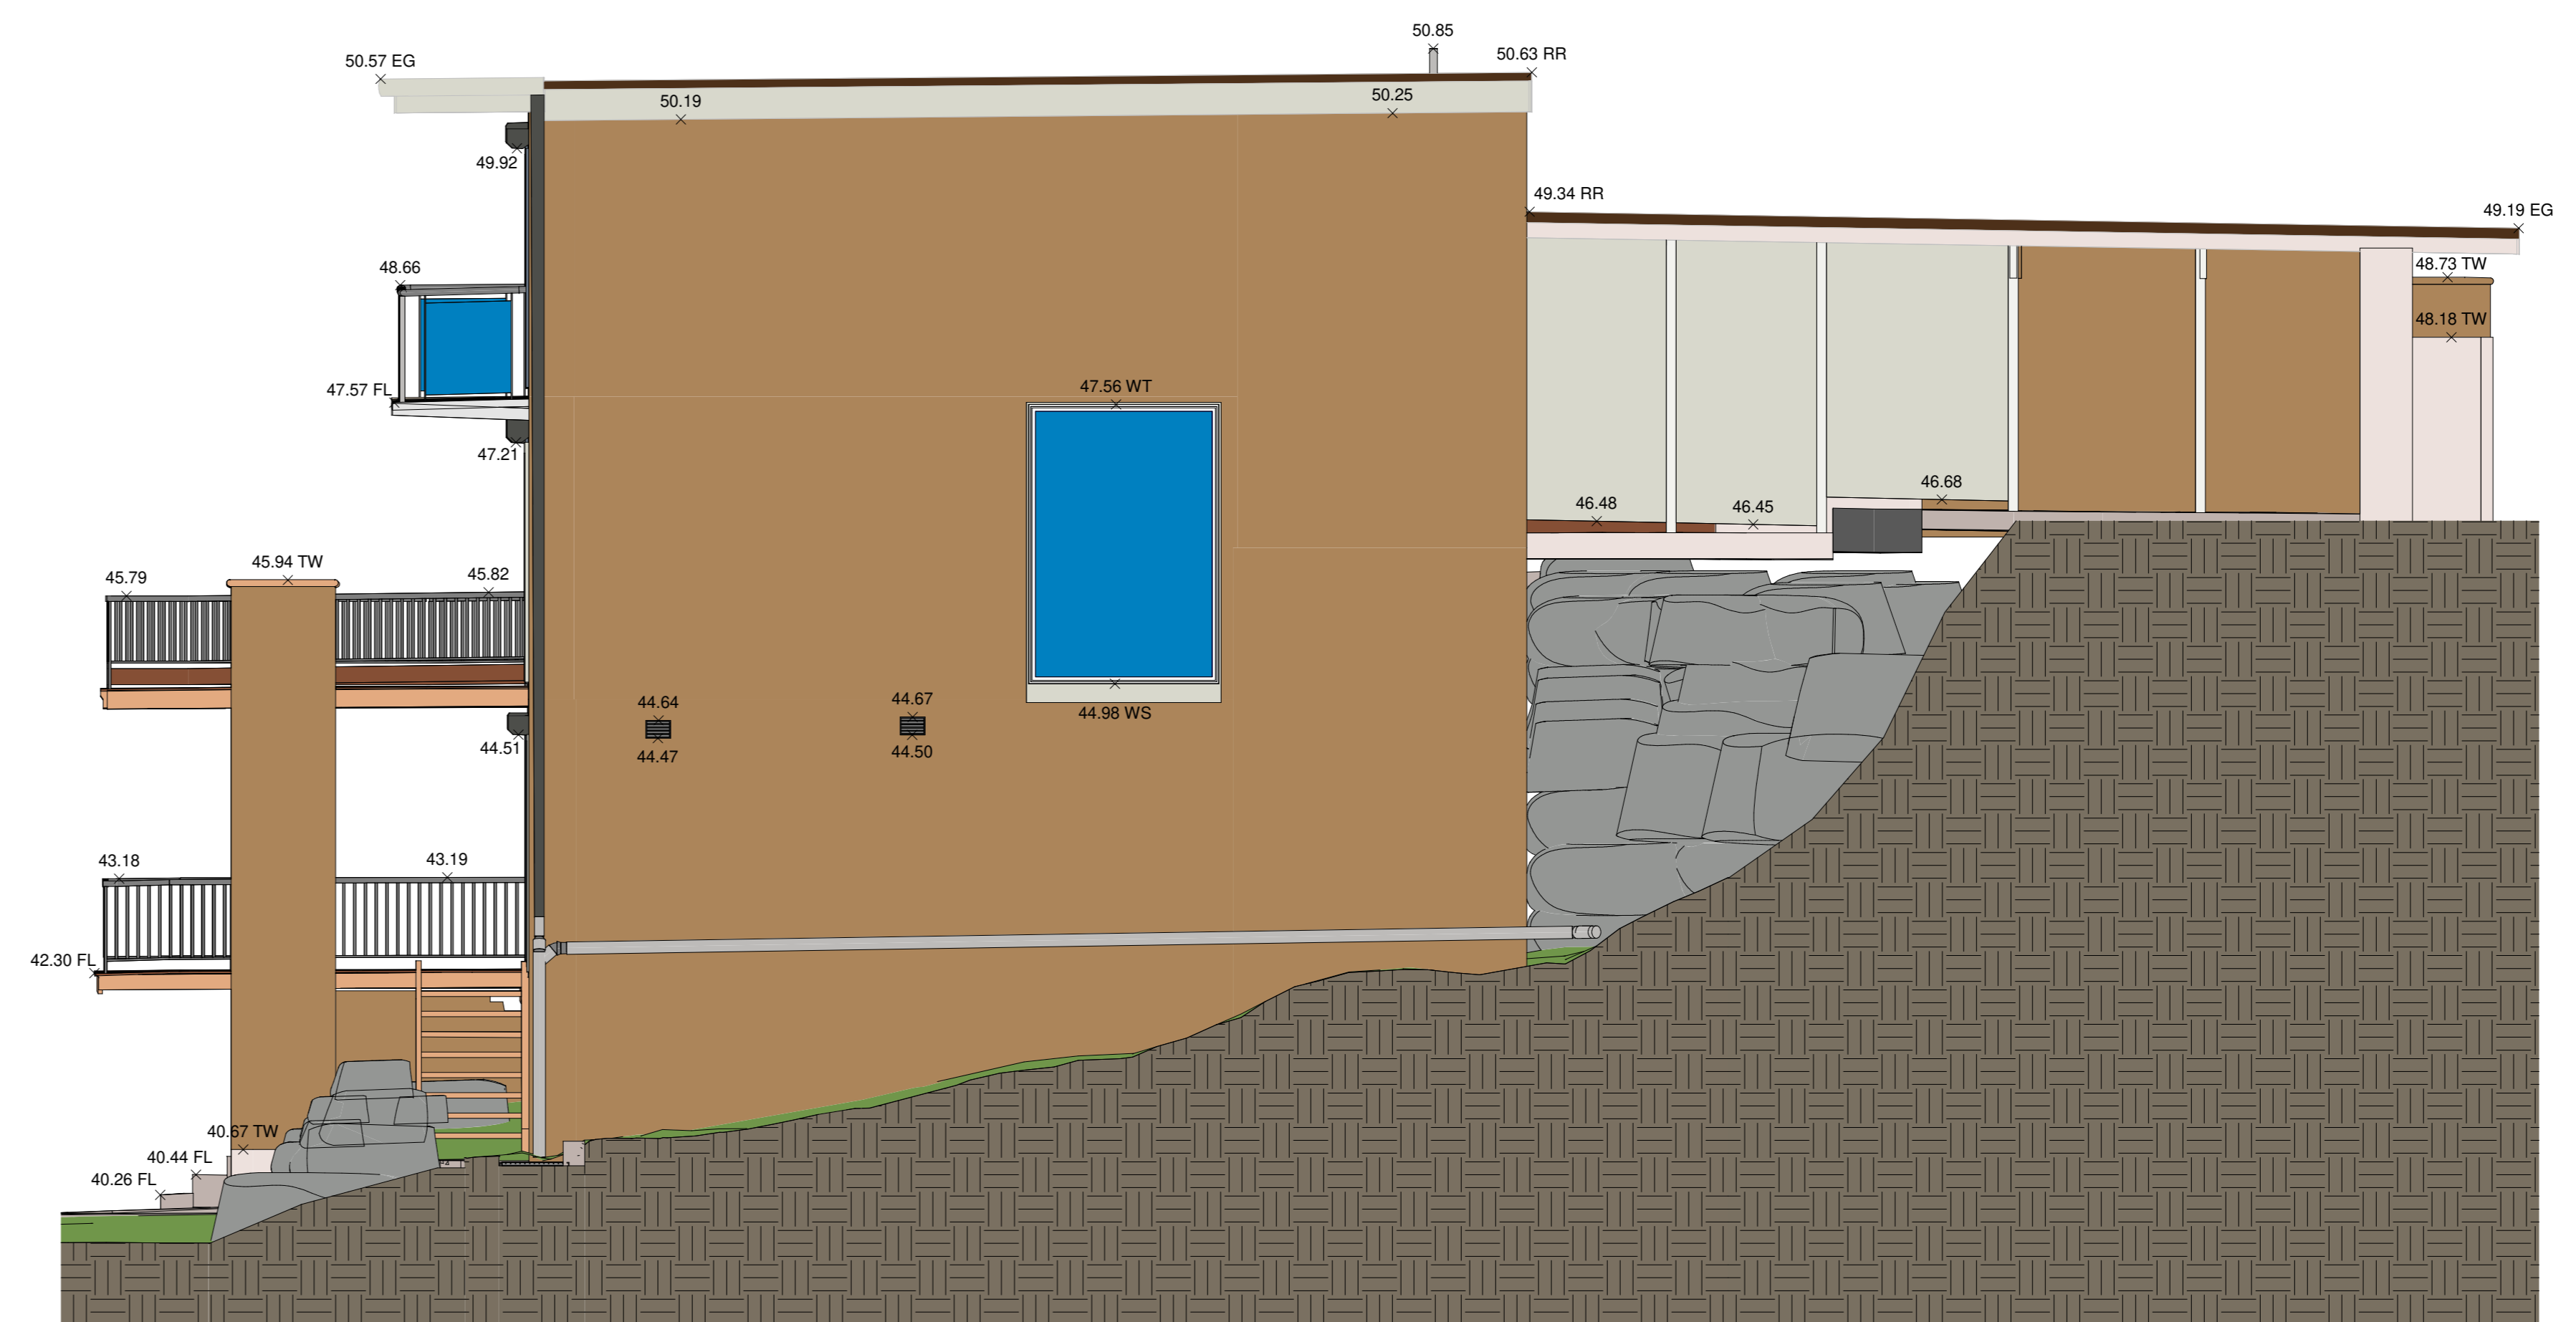 50.85
50.63 RR
50.57 EG
50.19
50.25
49.92
49.34 RR
49.19 EG
48.66
48.73 TW
48.18 TW
47.57 FL
47.56 WT
47.21
46.68
46.48
46.45
45.94 TW
45.79
45.82
44.98 WS
44.64
44.67
44.51
44.47
44.50
43.18
43.19
42.30 FL
40.67 TW
40.44 FL
40.26 FL